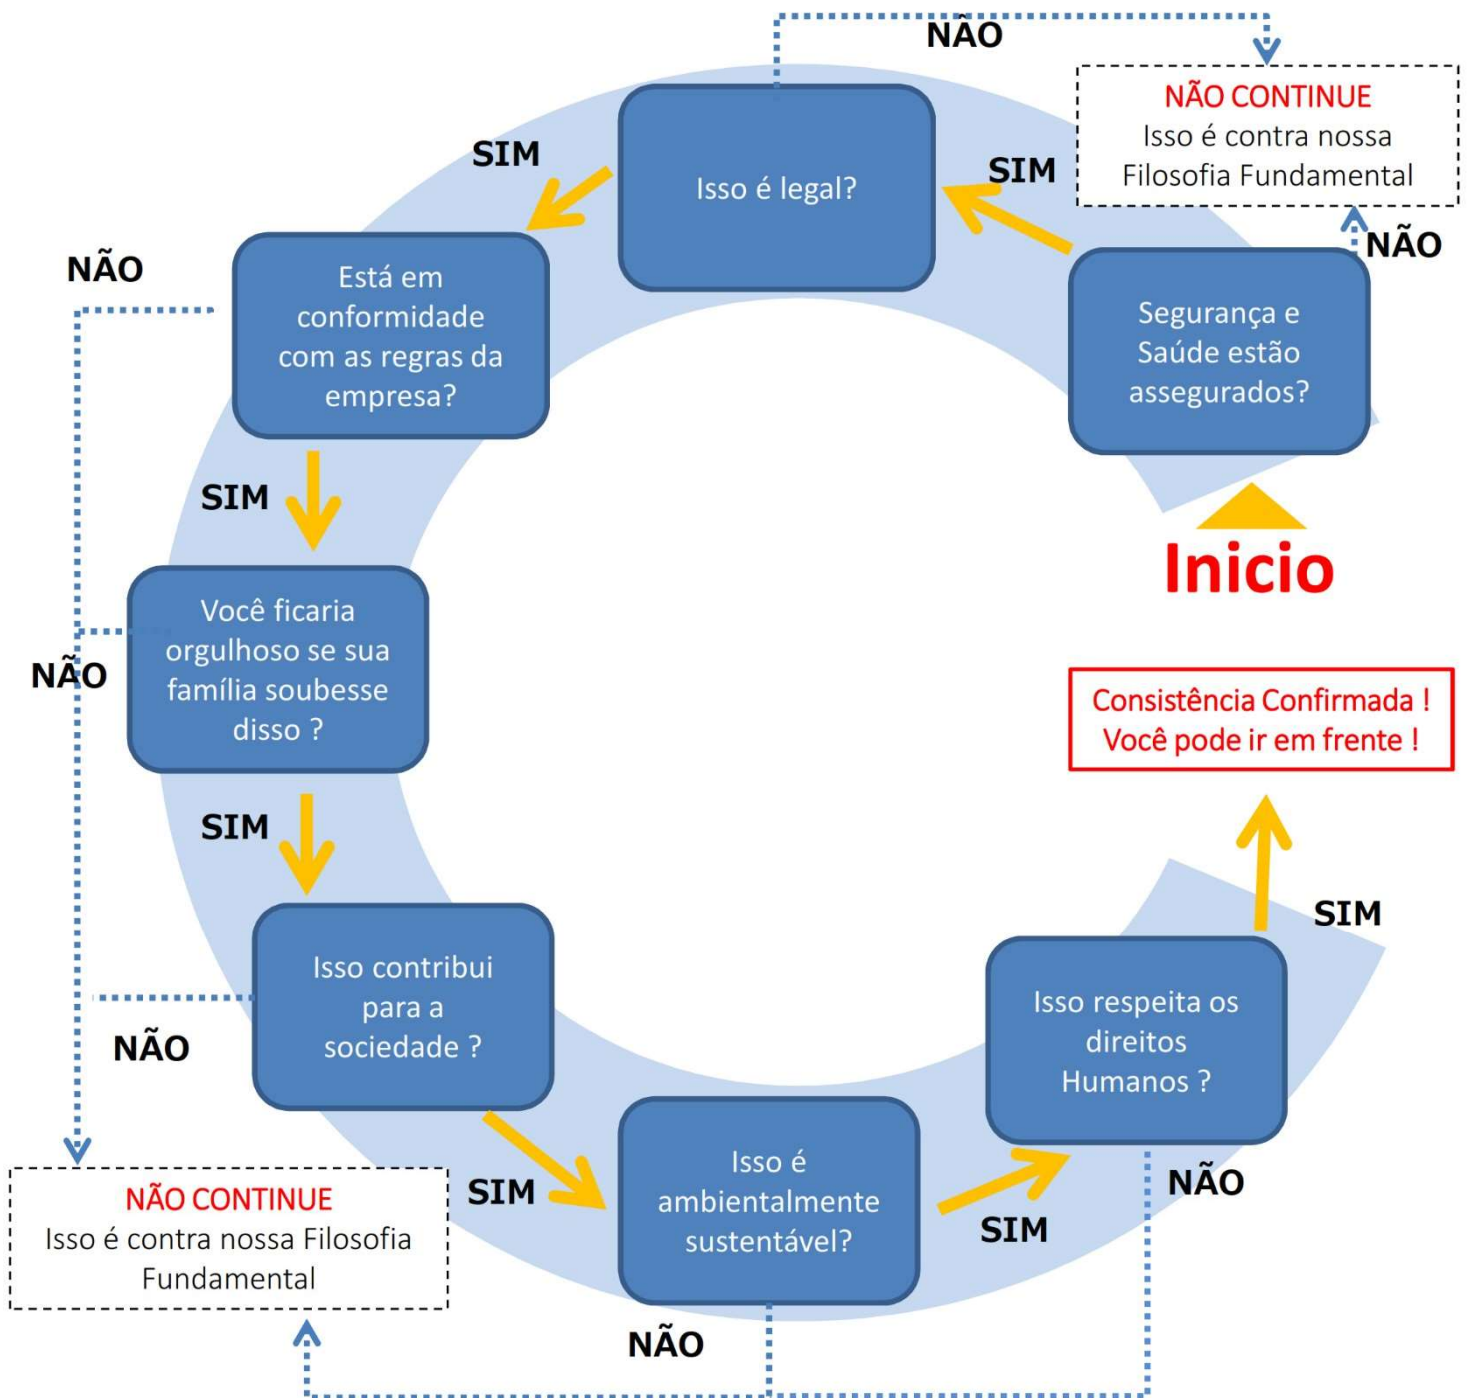 Inicio
Segurança e
Saúde estão
assegurados?
NÃO
NÃO CONTINUE
Isso é contra nossa
Filosofia Fundamental
SIM
Isso é legal?
NÃO
SIM
Está em
conformidade
com as regras da
empresa?
NÃO
SIM
Você ficaria
orgulhoso se sua
família soubesse
disso ?
NÃO
SIM
Isso contribui
para a
sociedade ?
NÃO
NÃO CONTINUE
Isso é contra nossa Filosofia
Fundamental
SIM
Isso é
ambientalmente
sustentável?
NÃO
SIM
Isso respeita os
direitos
Humanos ?
NÃO
SIM
Consistência Confirmada !
Você pode ir em frente !